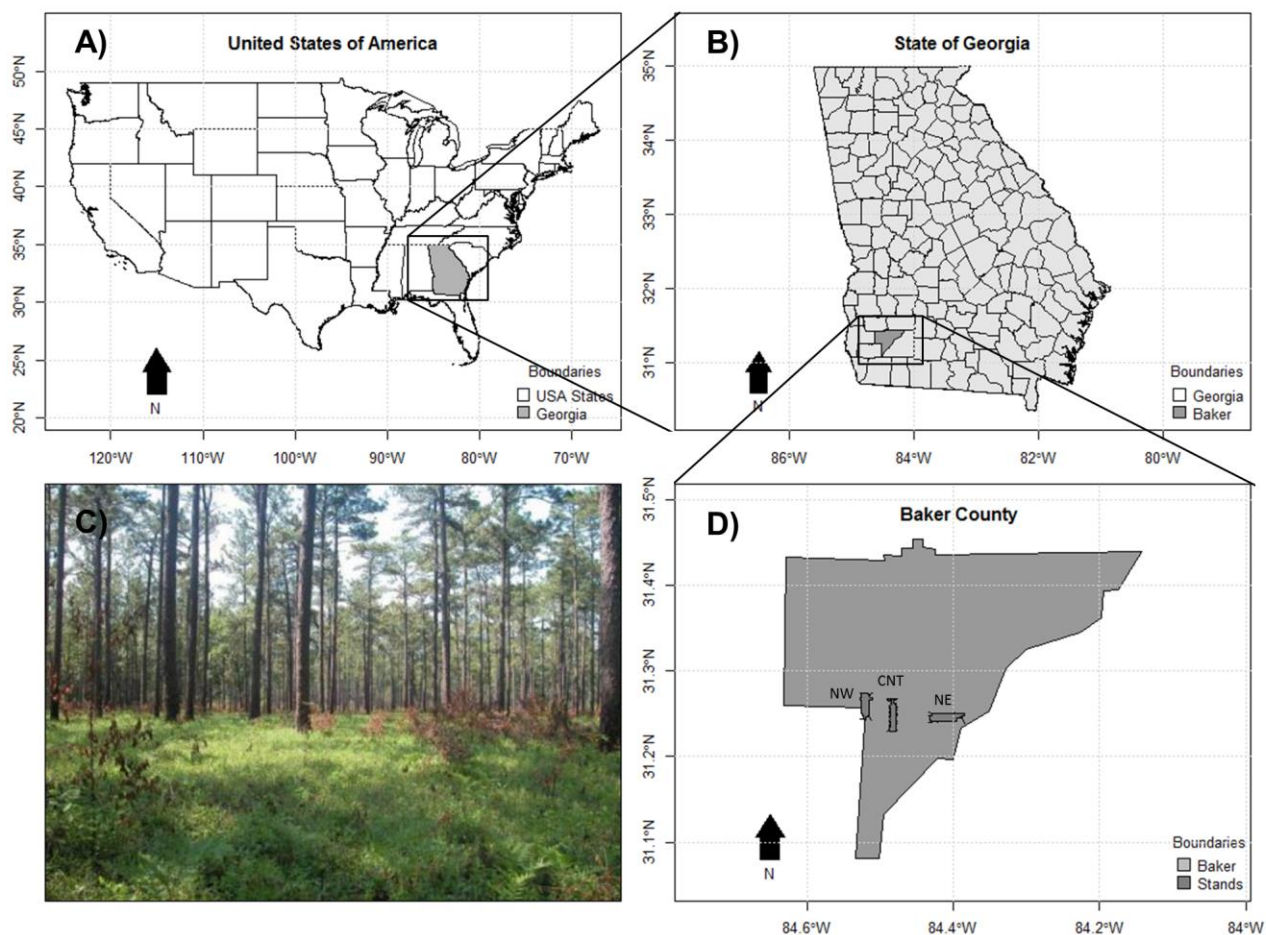 A)
United States of America
50°N
45°N
40°N
35°N
30°N
25°N
20°N
N
Boundaries
USA States
Georgia
120°W 110°W 100°W 90°W 80°W 70°W
B)
State of Georgia
35°N
34°N
33°N
32°N
31°N
N
Boundaries
Georgia
Baker
86°W 84°W 82°W 80°W
C)
D)
Baker County
31.5°N
31.4°N
31.3°N
31.2°N
31.1°N
NW
CNT
NE
N
Boundaries
Baker
Stands
84.6°W 84.4°W 84.2°W 84°W